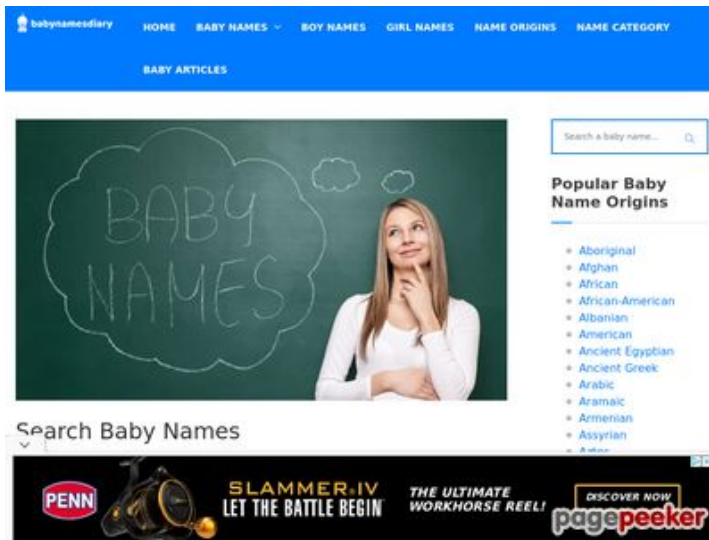 babynamesdiary
HOME BABY NAMES BOY NAMES GIRL NAMES NAME ORIGINS NAME CATEGORY
BABY ARTICLES
BABY
NAMES
Search a baby name...
Popular Baby
Name Origins
Aboriginal
Afghan
African
African-American
Albanian
American
Ancient Egyptian
Ancient Greek
Arabic
Aramaic
Armenian
Assyrian
Search Baby Names
PENN
SLAMMER IV
LET THE BATTLE BEGIN
THE ULTIMATE
WORKHORSE REEL!
DISCOVER NOW
pagepeeker